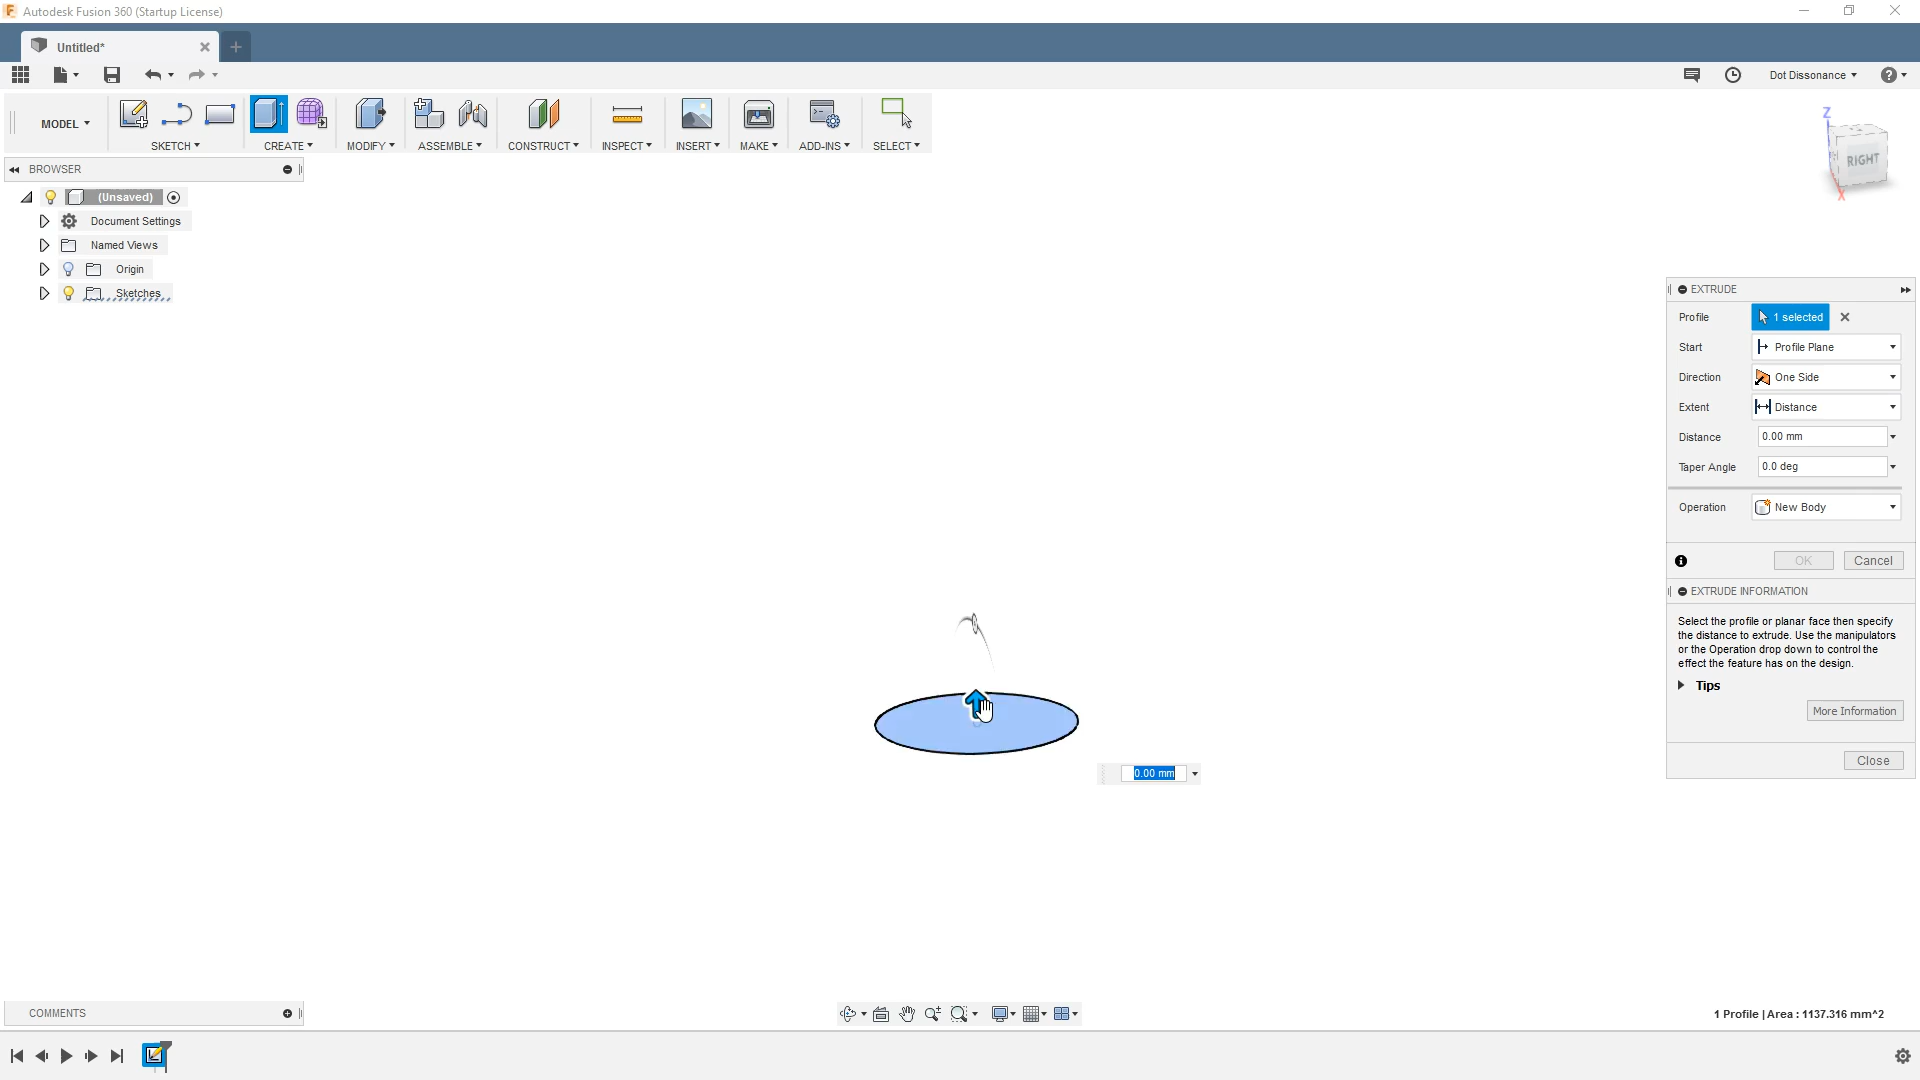 Autodesk Fusion 360 (Startup License)
Untitled*
Dot Dissonance
MODEL
SKETCH
CREATE
MODIFY
ASSEMBLE
CONSTRUCT
INSPECT
INSERT
MAKE
ADD-INS
SELECT
Z
RIGHT
X
BROWSER
(Unsaved)
Document Settings
Named Views
Origin
Sketches
EXTRUDE
Profile 1 selected
Start Profile Plane
Direction One Side
Extent Distance
Distance 0.00 mm
Taper Angle 0.0 deg
Operation New Body
OK Cancel
EXTRUDE INFORMATION
Select the profile or planar face then specify
the distance to extrude. Use the manipulators
or the Operation drop down to control the
effect the feature has on the design.
Tips
More Information
Close
0.00 mm
COMMENTS
1 Profile | Area : 1137.316 mm^2